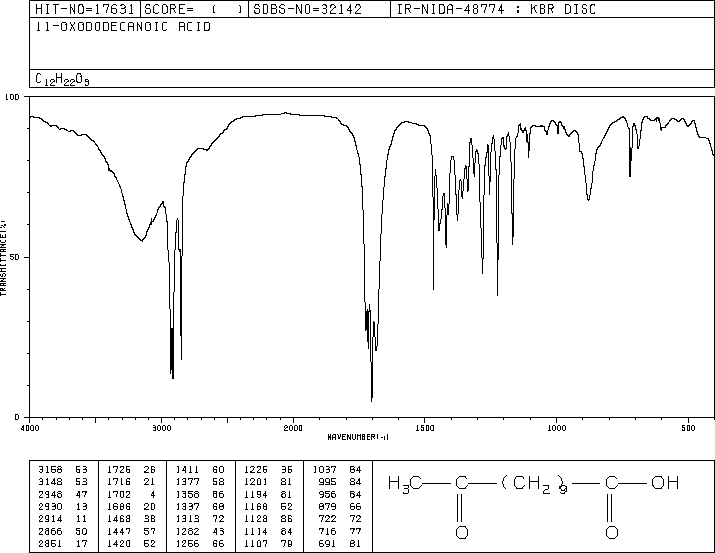 HIT-NO=17631 SCORE= ( ) SDBS-NO=32142 IR-NIDA-48774 : KBR DISC
11-OXODODECANOIC ACID
C12H22O3
100
50
0
TRANSMITTANCE(%)
4000 3000 2000 1500 1000 500
WAVENUMBER(-1)
3168 53 1726 26 1411 60 1226 36 1037 84
3148 53 1716 21 1377 58 1201 81 995 84
2948 47 1702 4 1358 86 1194 81 956 84
2930 13 1686 20 1337 68 1168 52 879 66
2914 11 1468 38 1313 72 1128 86 722 72
2866 50 1447 57 1282 43 1114 84 716 77
2851 17 1420 52 1256 66 1107 79 691 81
H3C C (CH2)9 C OH
O O